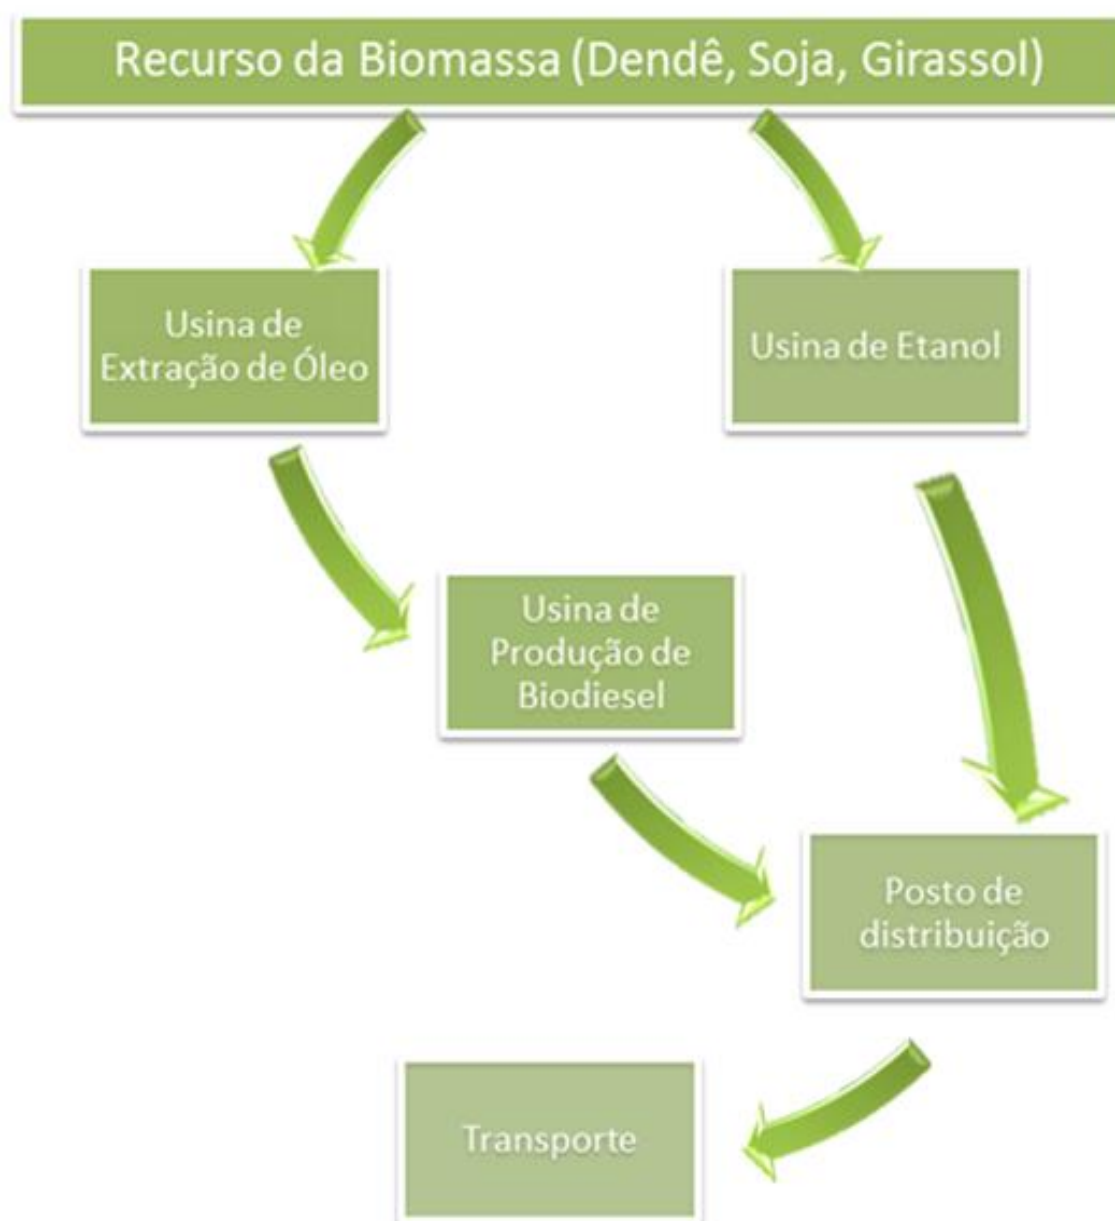 Recurso da Biomassa (Dendê, Soja, Girassol)
Usina de
Extração de Óleo
Usina de Etanol
Usina de
Produção de
Biodiesel
Posto de
distribuição
Transporte